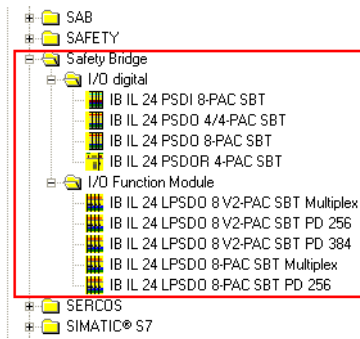 SAB
SAFETY
Safety Bridge
I/O digital
IB IL 24 PSDI 8-PAC SBT
IB IL 24 PSDO 4/4-PAC SBT
IB IL 24 PSDO 8-PAC SBT
IB IL 24 PSDOR 4-PAC SBT
I/O Function Module
IB IL 24 LPSDO 8 V2-PAC SBT Multiplex
IB IL 24 LPSDO 8 V2-PAC SBT PD 256
IB IL 24 LPSDO 8 V2-PAC SBT PD 384
IB IL 24 LPSDO 8-PAC SBT Multiplex
IB IL 24 LPSDO 8-PAC SBT PD 256
SERCOS
SIMATIC® S7